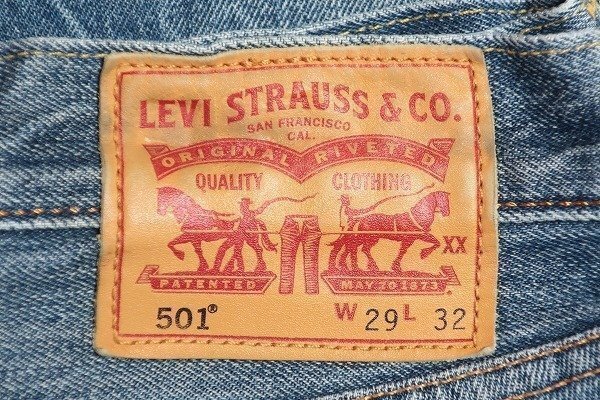 LEVI STRAUSS & CO.
SAN FRANCISCO
CAL.
ORIGINAL RIVETED
QUALITY CLOTHING
XX
PATENTED MAY 20 1873
501® W 29 L 32